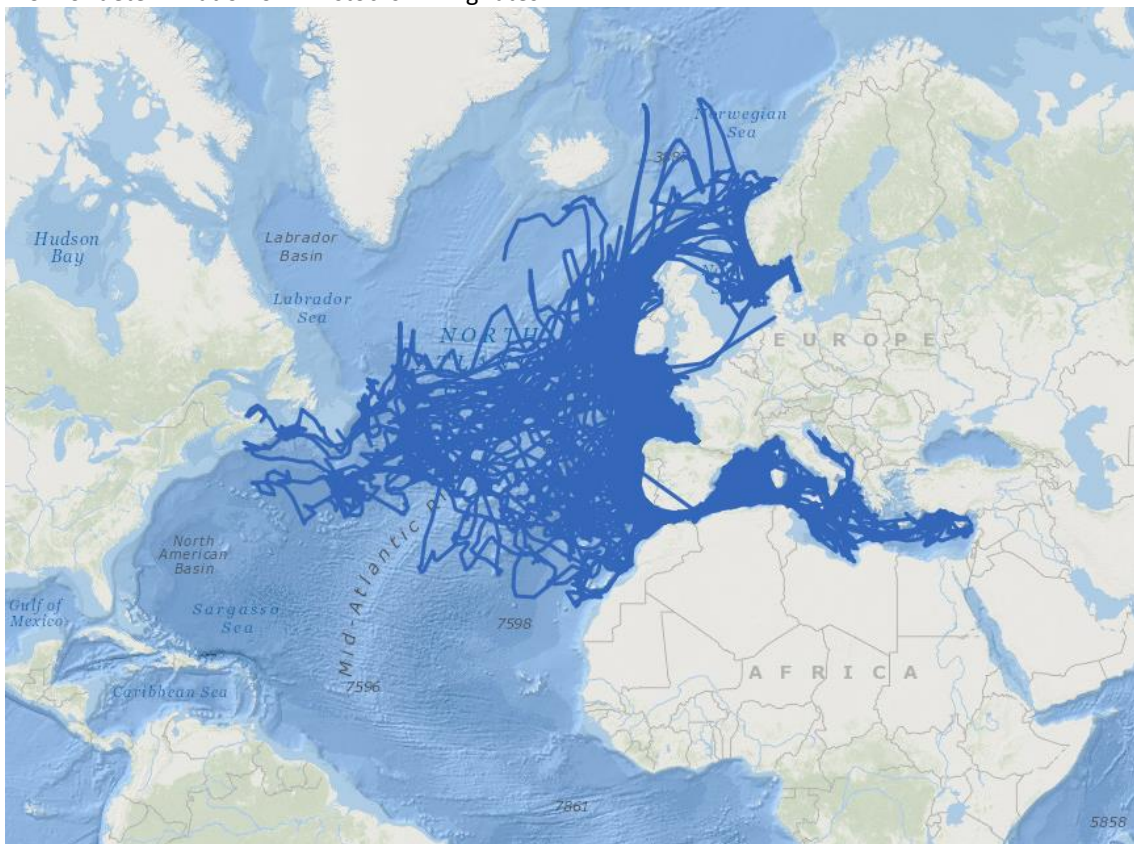 Norwegian
Sea
Hudson
Bay
Labrador
Basin
Labrador
Sea
NORTH
EUROPE
Mid-Atlantic
North
American
Basin
Gulf of
Mexico
Sargasso
Sea
7598
AFRICA
7596
Caribbean Sea
7861
5858